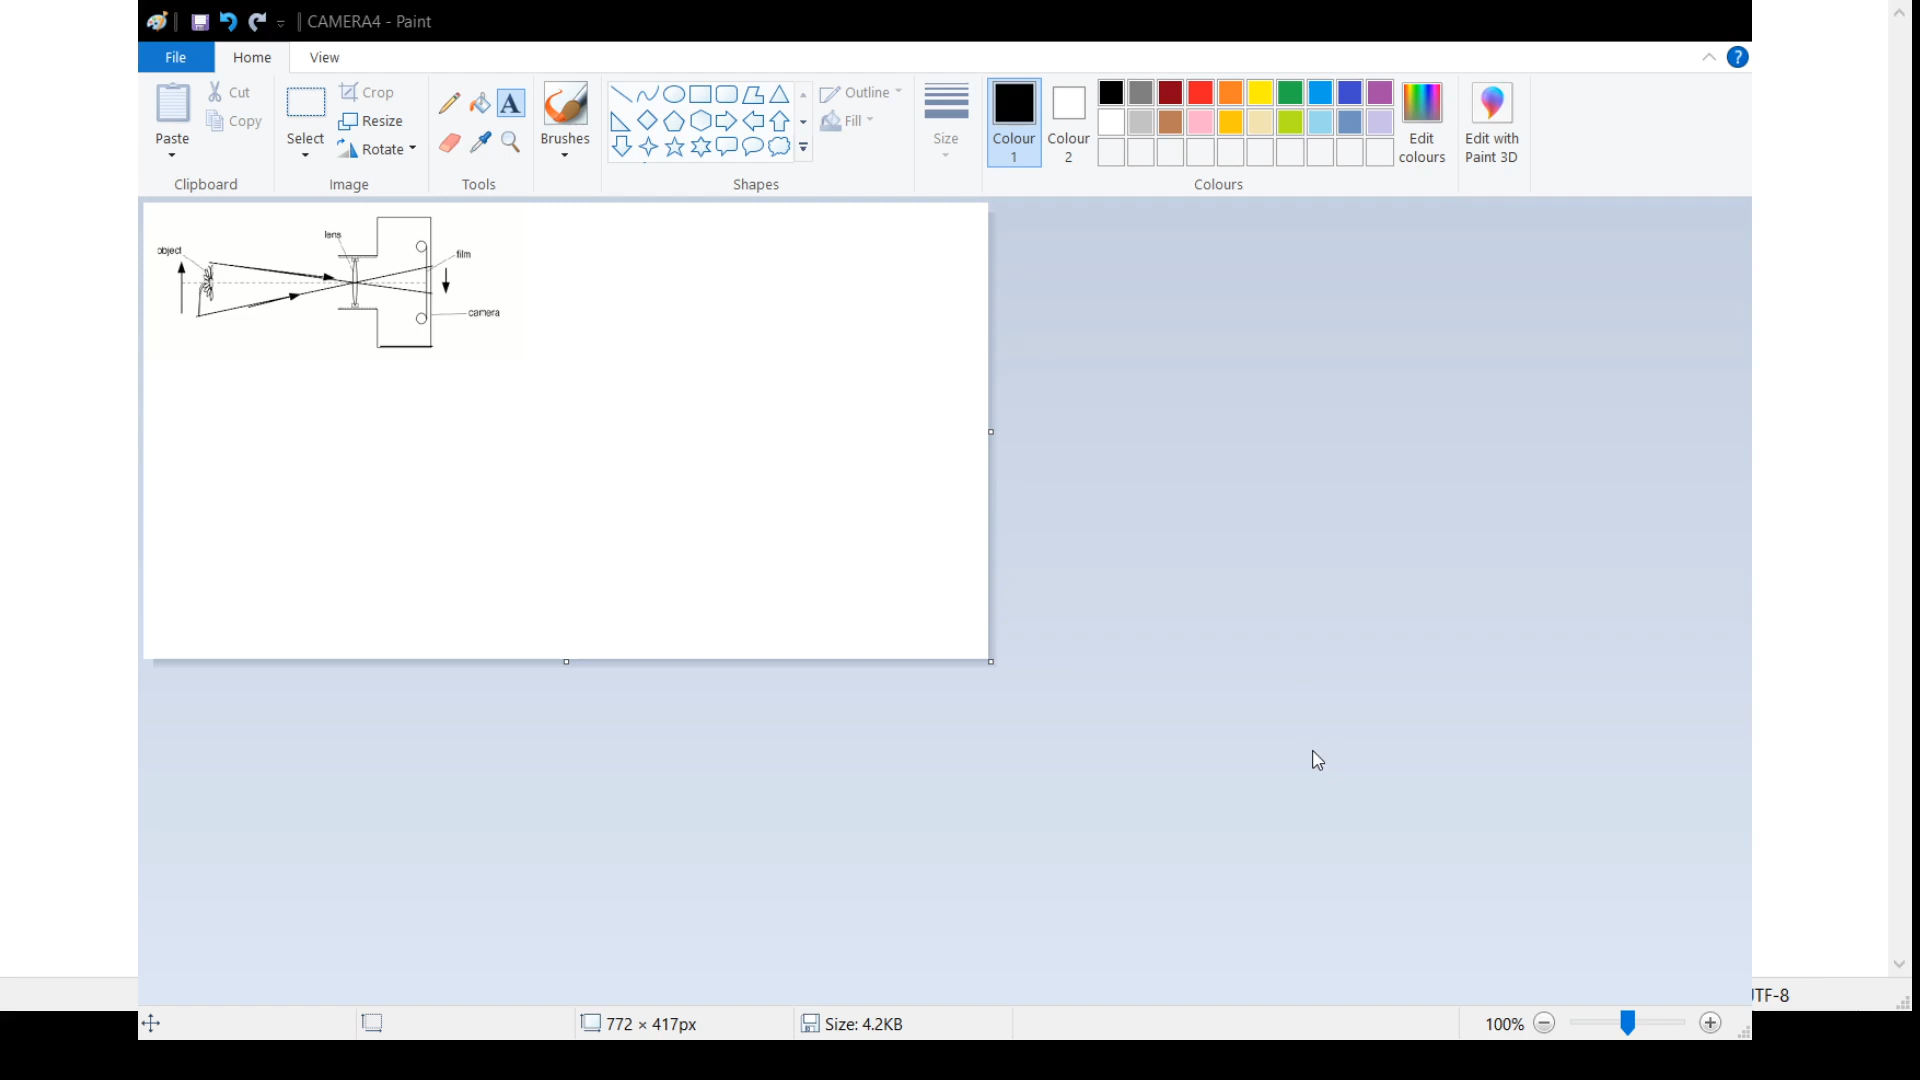 CAMERA4 - Paint
File
Home
View
Paste
Cut
Copy
Clipboard
Select
Crop
Resize
Rotate
Image
A
Tools
Brushes
Outline
Fill
Shapes
Size
Colour
1
Colour
2
Edit
colours
Edit with
Paint 3D
Colours
?
object
lens
film
camera
772 × 417px
Size: 4.2KB
100%
TF-8